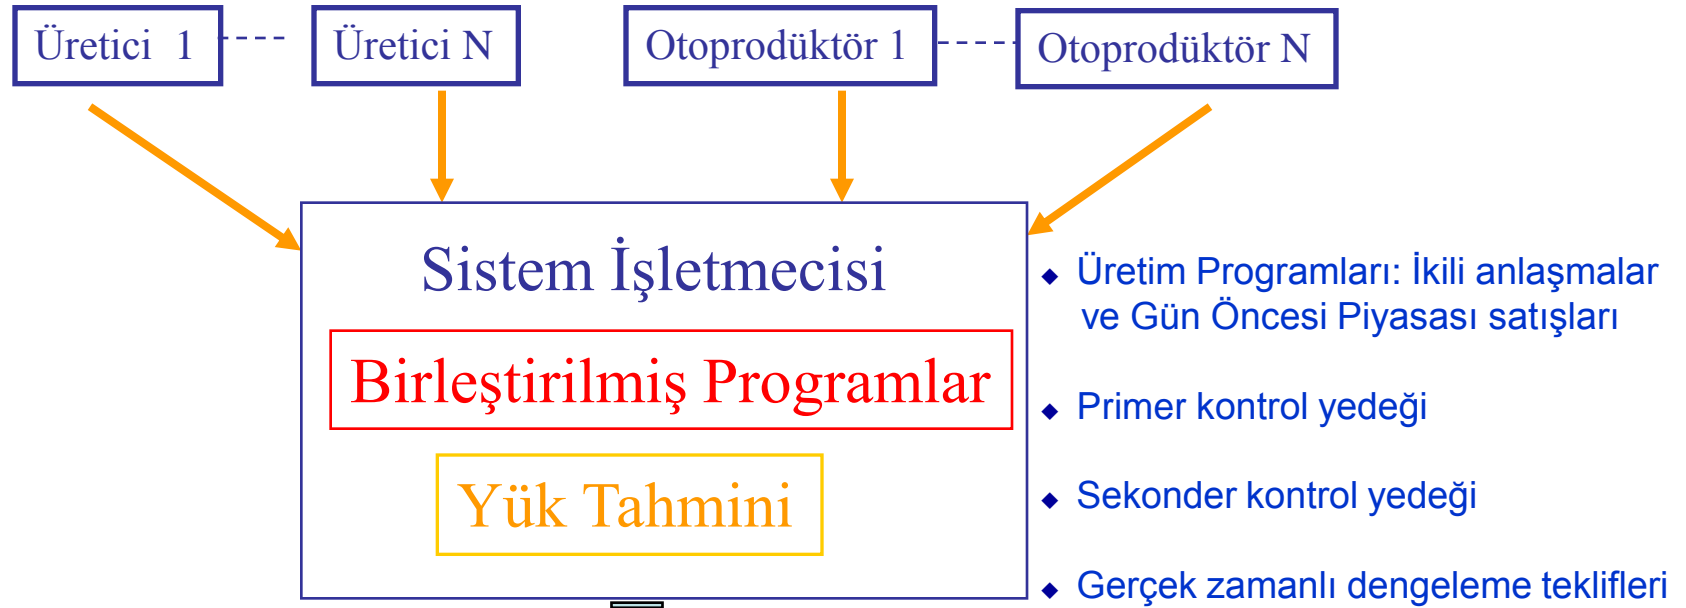 Üretici 1
Üretici N
Otoprodüktör 1
Otoprodüktör N
Sistem İşletmecisi
Birleştirilmiş Programlar
Yük Tahmini
Üretim Programları: İkili anlaşmalar
ve Gün Öncesi Piyasası satışları
Primer kontrol yedeği
Sekonder kontrol yedeği
Gerçek zamanlı dengeleme teklifleri